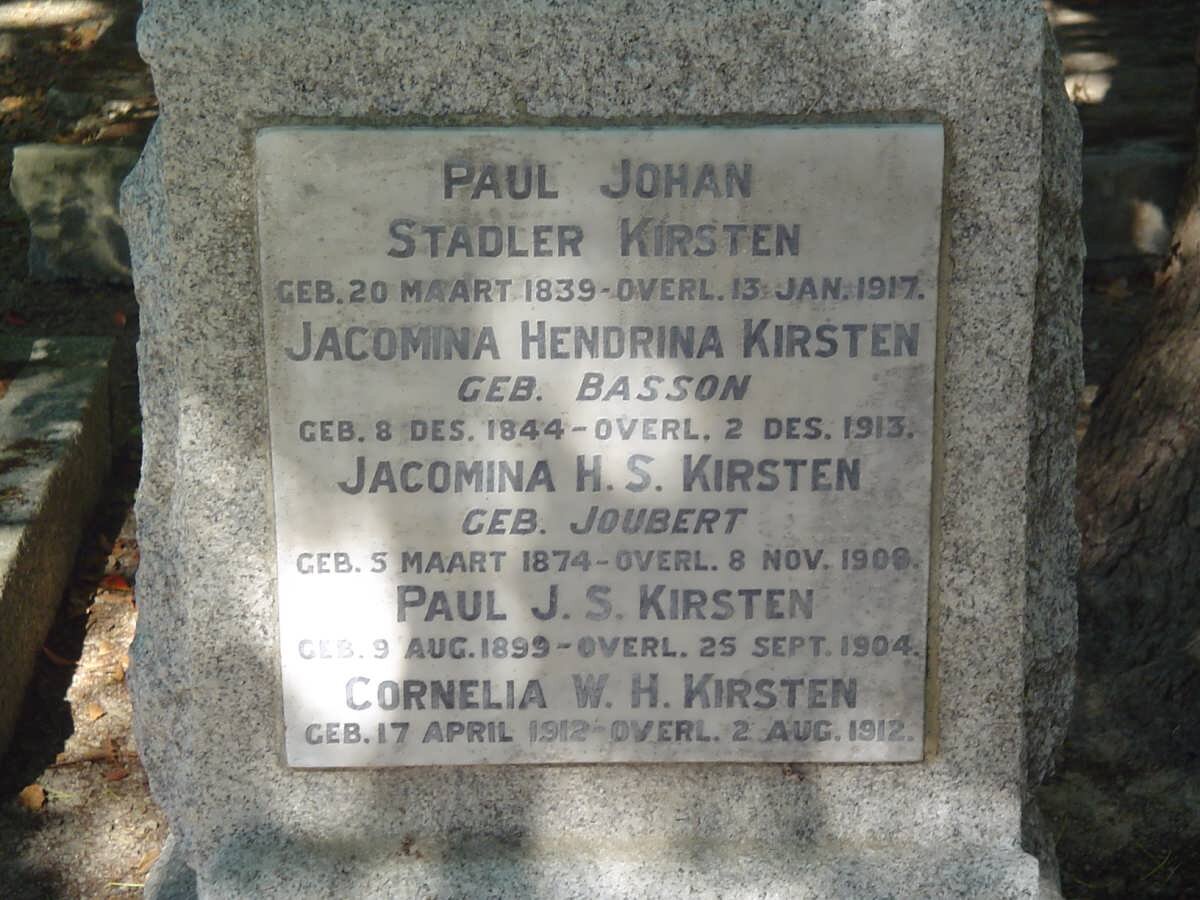 PAUL JOHAN
STADLER KIRSTEN
GEB. 20 MAART 1839 - OVERL. 13 JAN. 1917.
JACOMINA HENDRINA KIRSTEN
GEB. BASSON
GEB. 8 DES. 1844 - OVERL. 2 DES. 1913.
JACOMINA H. S. KIRSTEN
GEB. JOUBERT
GEB. 5 MAART 1874 - OVERL. 8 NOV. 1908.
PAUL J. S. KIRSTEN
GEB. 9 AUG. 1899 - OVERL. 25 SEPT. 1904.
CORNELIA W. H. KIRSTEN
GEB. 17 APRIL 1912 - OVERL. 2 AUG. 1912.